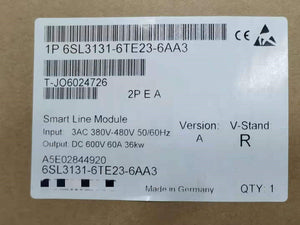 CE
1P 6SL3131-6TE23-6AA3
T-JO6024726
2P E A
Smart Line Module
Input: 3AC 380V-480V 50/60Hz
Output: DC 600V 60A 36kw
Version: A
V-Stand R
A5E02844920
6SL3131-6TE23-6AA3
Made in Germany
QTY: 1